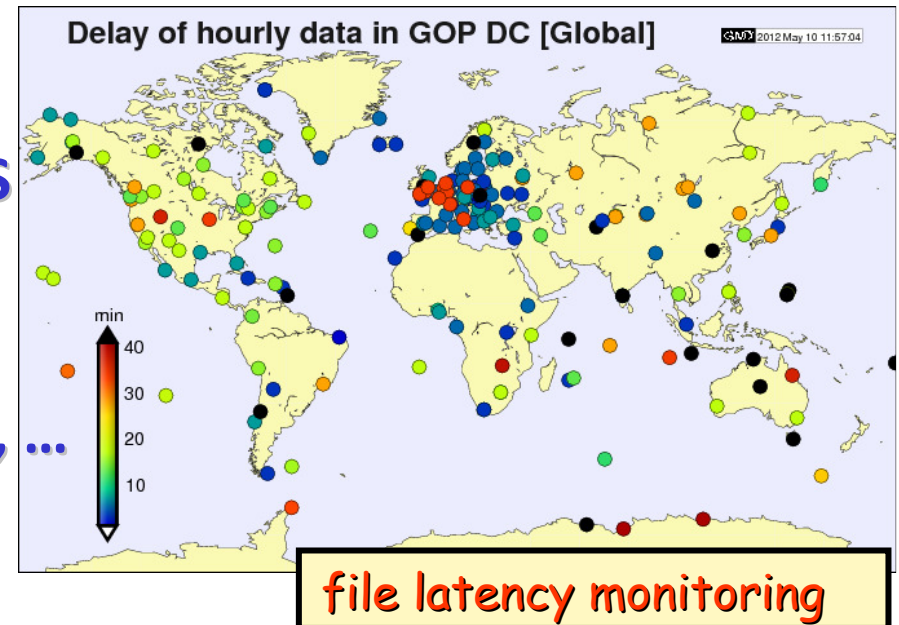 Delay of hourly data in GOP DC [Global]
GMT 2012 May 10 11:57:04
s
min
40
30
20
10
, ...
file latency monitoring